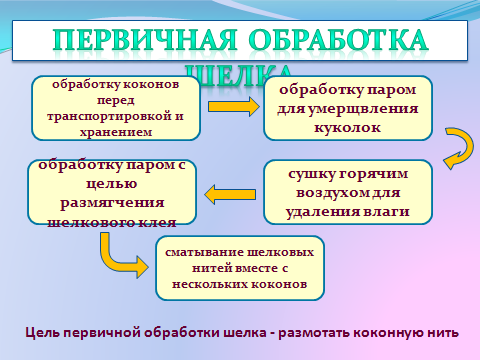 ПЕРВИЧНАЯ ОБРАБОТКА
ШЕЛКА
обработку коконов
перед
транспортировкой и
хранением
обработку паром
для умерщвления
куколок
сушку горячим
воздухом для
удаления влаги
обработку паром с
целью
размягчения
шелкового клея
сматывание шелковых
нитей вместе с
нескольких коконов
Цель первичной обработки шелка - размотать коконную нить